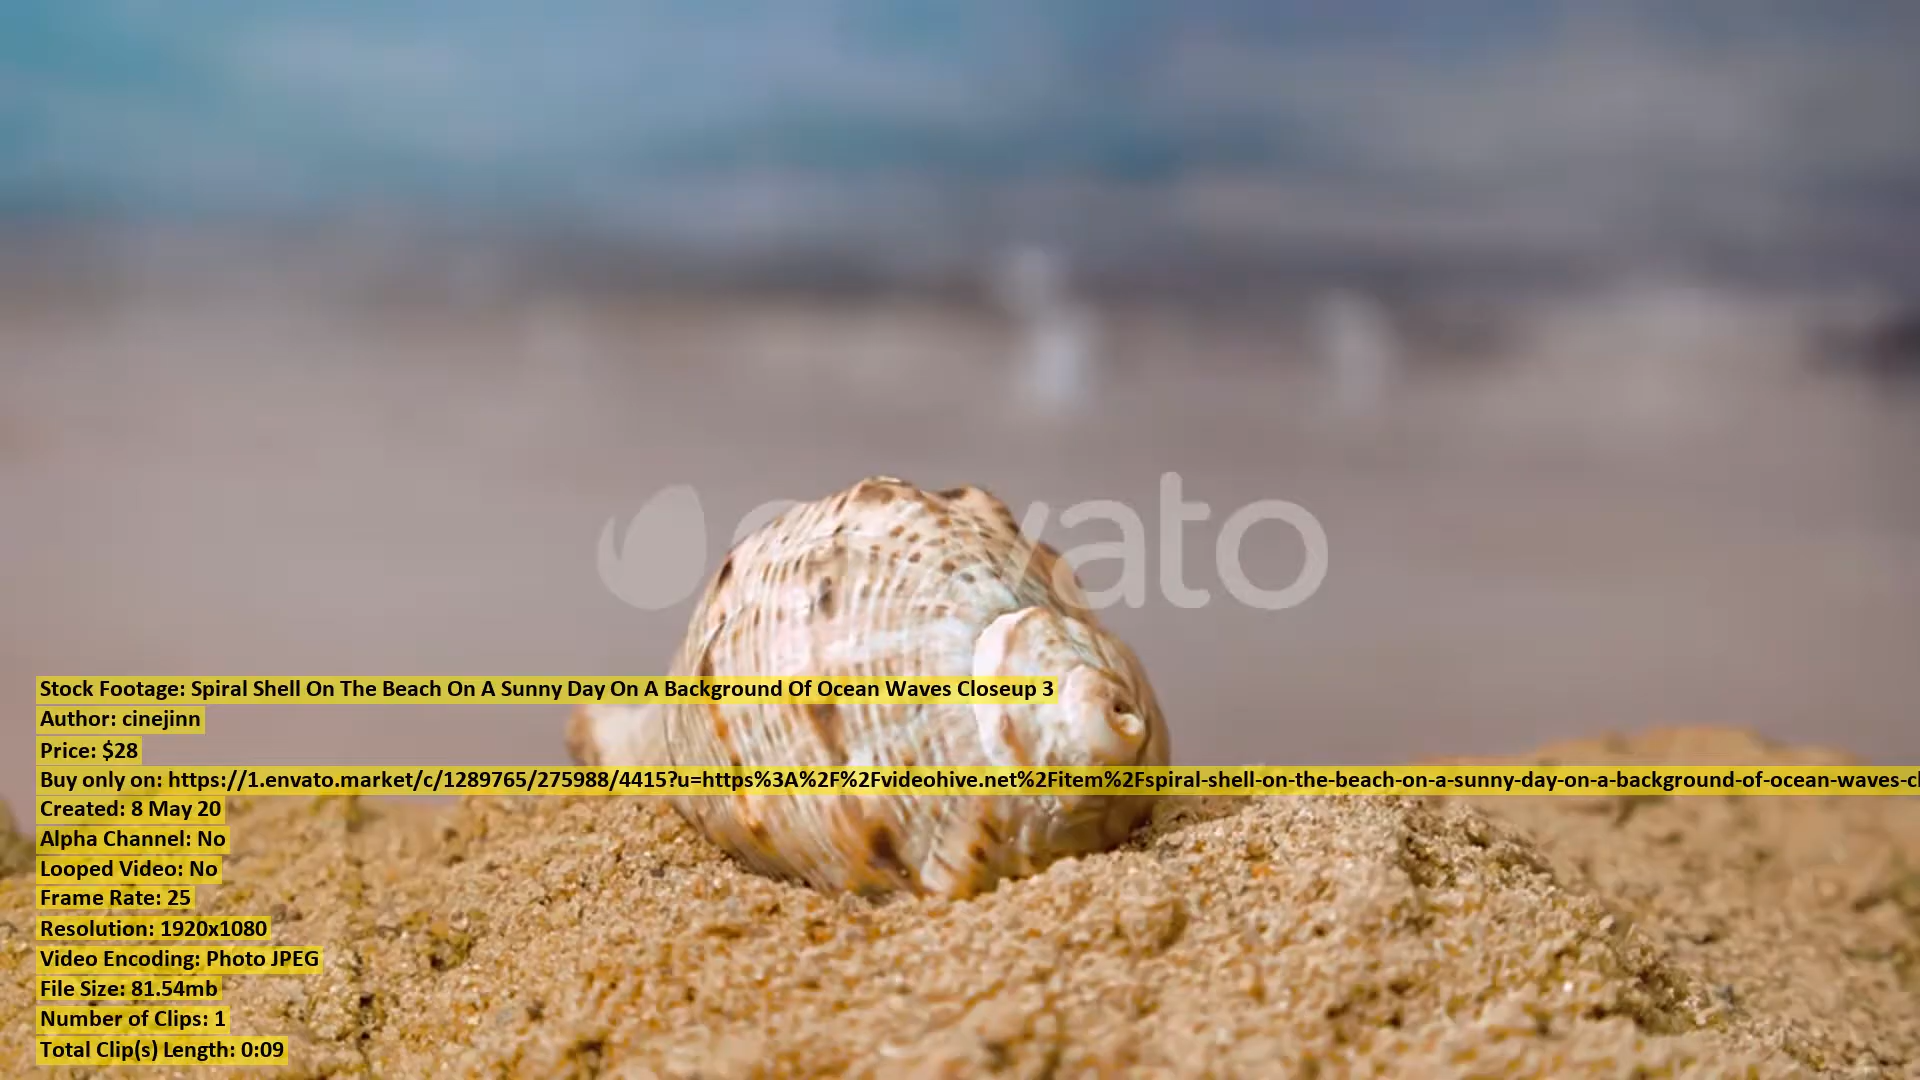 envato
Stock Footage: Spiral Shell On The Beach On A Sunny Day On A Background Of Ocean Waves Closeup 3
Author: cinejinn
Price: $28
Buy only on: https://1.envato.market/c/1289765/275988/4415?u=https%3A%2F%2Fvideohive.net%2Fitem%2Fspiral-shell-on-the-beach-on-a-sunny-day-on-a-background-of-ocean-waves-cl
Created: 8 May 20
Alpha Channel: No
Looped Video: No
Frame Rate: 25
Resolution: 1920x1080
Video Encoding: Photo JPEG
File Size: 81.54mb
Number of Clips: 1
Total Clip(s) Length: 0:09